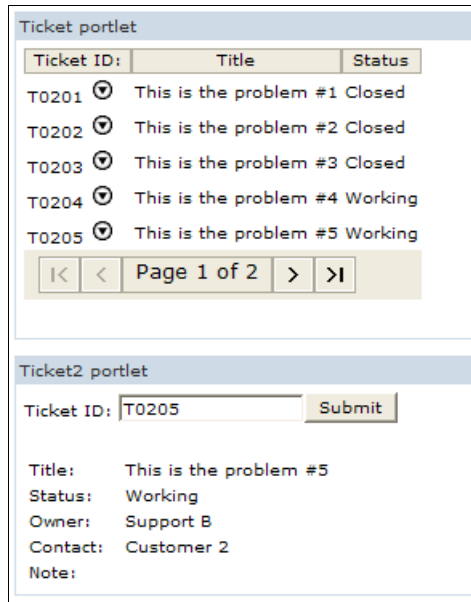 Ticket portlet
Ticket ID: Title Status
T0201 This is the problem #1 Closed
T0202 This is the problem #2 Closed
T0203 This is the problem #3 Closed
T0204 This is the problem #4 Working
T0205 This is the problem #5 Working
Page 1 of 2
Ticket2 portlet
Ticket ID: T0205 Submit
Title: This is the problem #5
Status: Working
Owner: Support B
Contact: Customer 2
Note: